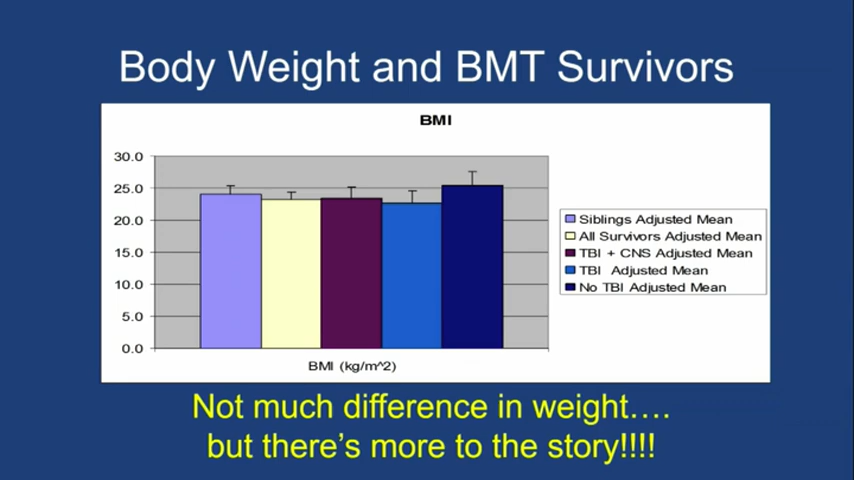 Body Weight and BMT Survivors
BMI
30.0
25.0
20.0
15.0
10.0
5.0
0.0
BMI (kg/m^2)
Siblings Adjusted Mean
All Survivors Adjusted Mean
TBI + CNS Adjusted Mean
TBI Adjusted Mean
No TBI Adjusted Mean
Not much difference in weight....
but there's more to the story!!!!